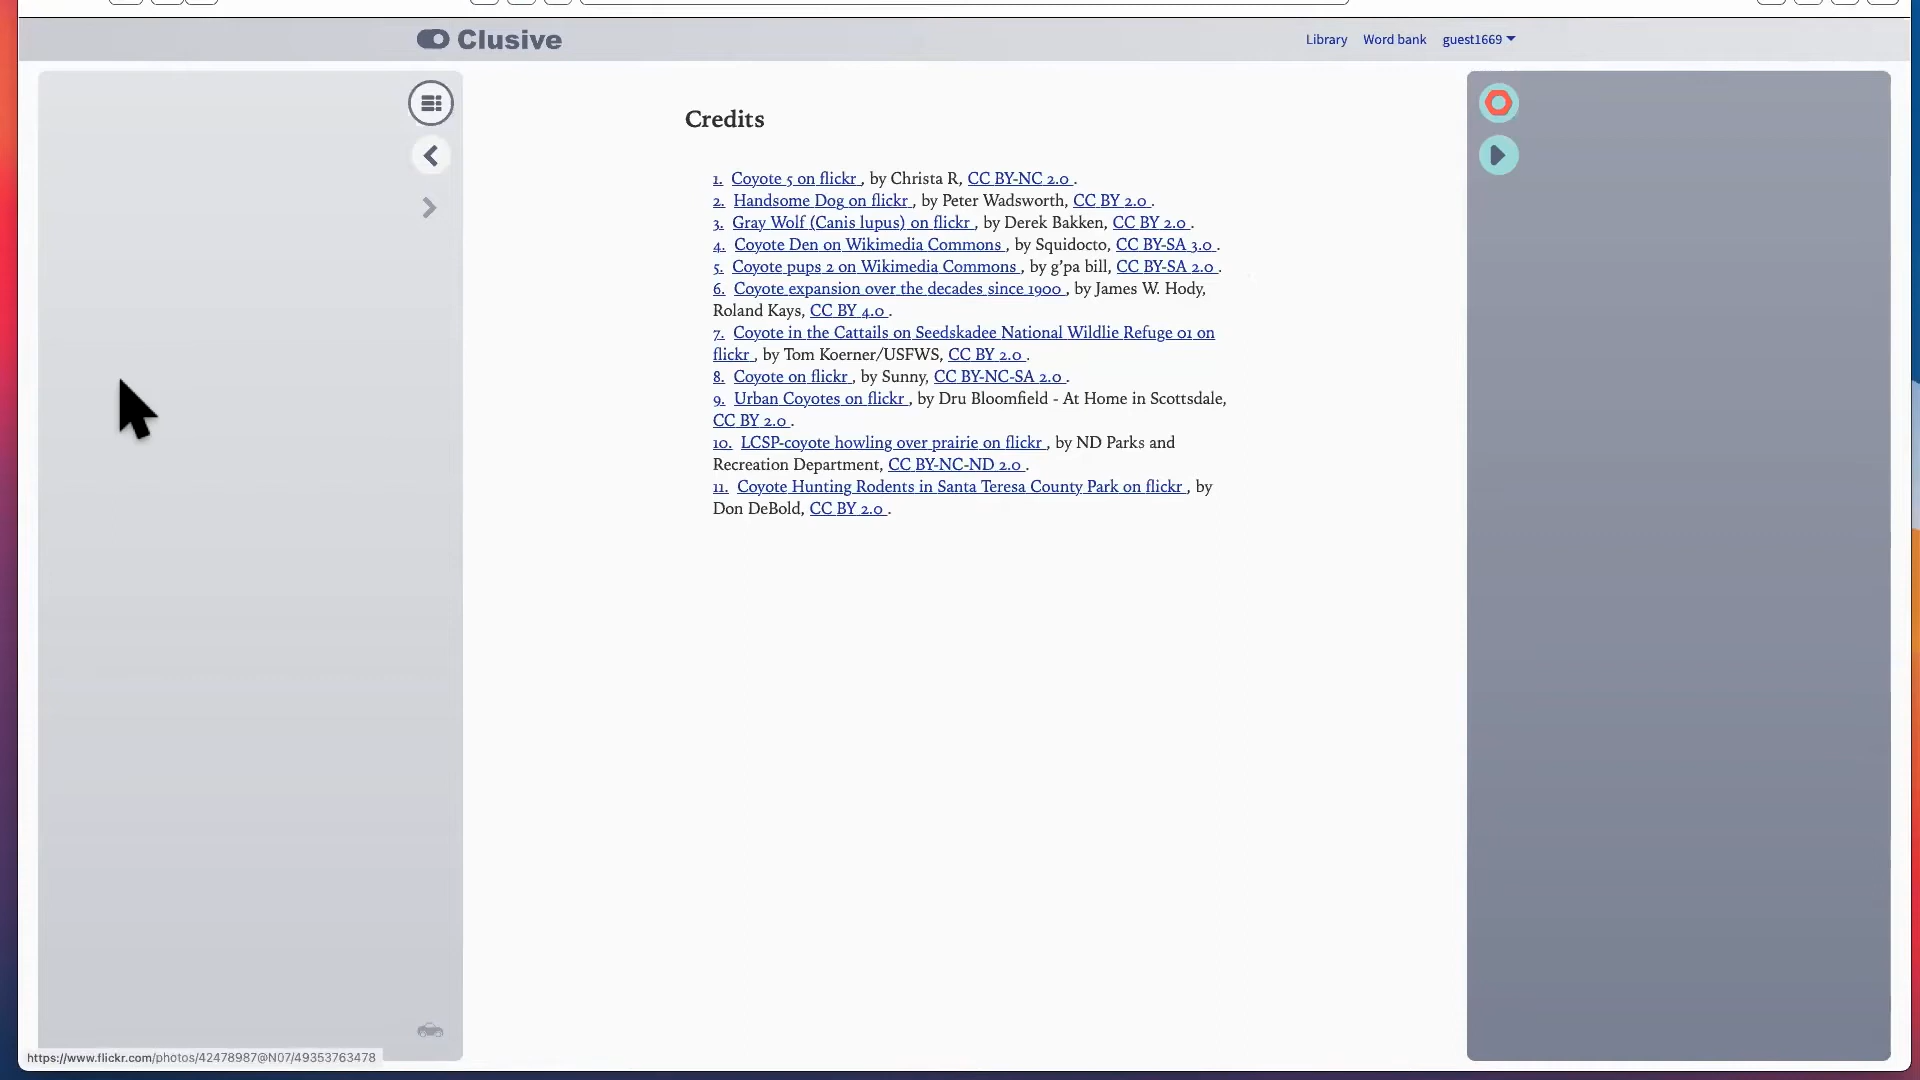 Clusive
Library Word bank guest1669
Credits
1. Coyote 5 on flickr , by Christa R, CC BY-NC 2.0 .
2. Handsome Dog on flickr , by Peter Wadsworth, CC BY 2.0 .
3. Gray Wolf (Canis lupus) on flickr , by Derek Bakken, CC BY 2.0 .
4. Coyote Den on Wikimedia Commons , by Squidocto, CC BY-SA 3.0 .
5. Coyote pups 2 on Wikimedia Commons , by g'pa bill, CC BY-SA 2.0 .
6. Coyote expansion over the decades since 1900 , by James W. Hody,
Roland Kays, CC BY 4.0 .
7. Coyote in the Cattails on Seedskadee National Wildlie Refuge 01 on
flickr , by Tom Koerner/USFWS, CC BY 2.0 .
8. Coyote on flickr , by Sunny, CC BY-NC-SA 2.0 .
9. Urban Coyotes on flickr , by Dru Bloomfield - At Home in Scottsdale,
CC BY 2.0 .
10. LCSP-coyote howling over prairie on flickr , by ND Parks and
Recreation Department, CC BY-NC-ND 2.0 .
11. Coyote Hunting Rodents in Santa Teresa County Park on flickr , by
Don DeBold, CC BY 2.0 .
https://www.flickr.com/photos/42478987@N07/49353763478